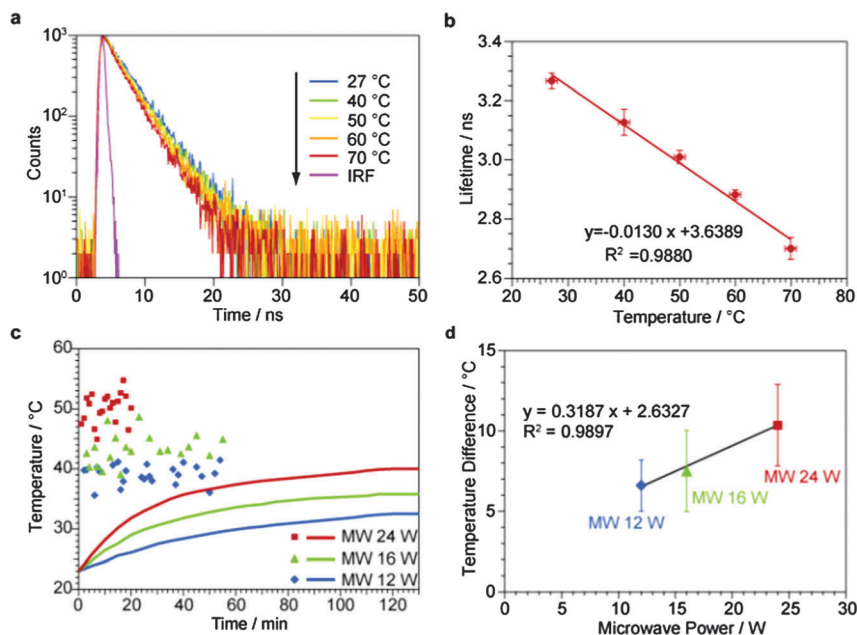 a
10³
10²
10¹
10⁰
Counts
0 10 20 30 40 50
Time / ns
27 °C
40 °C
50 °C
60 °C
70 °C
IRF
b
3.4
3.2
3.0
2.8
2.6
Lifetime / ns
y=-0.0130 x +3.6389
R² =0.9880
20 30 40 50 60 70 80
Temperature / °C
c
60
50
40
30
20
Temperature / °C
MW 24 W
MW 16 W
MW 12 W
0 20 40 60 80 100 120
Time / min
d
15
10
5
0
Temperature Difference / °C
y = 0.3187 x + 2.6327
R² = 0.9897
MW 24 W
MW 16 W
MW 12 W
0 5 10 15 20 25 30
Microwave Power / W